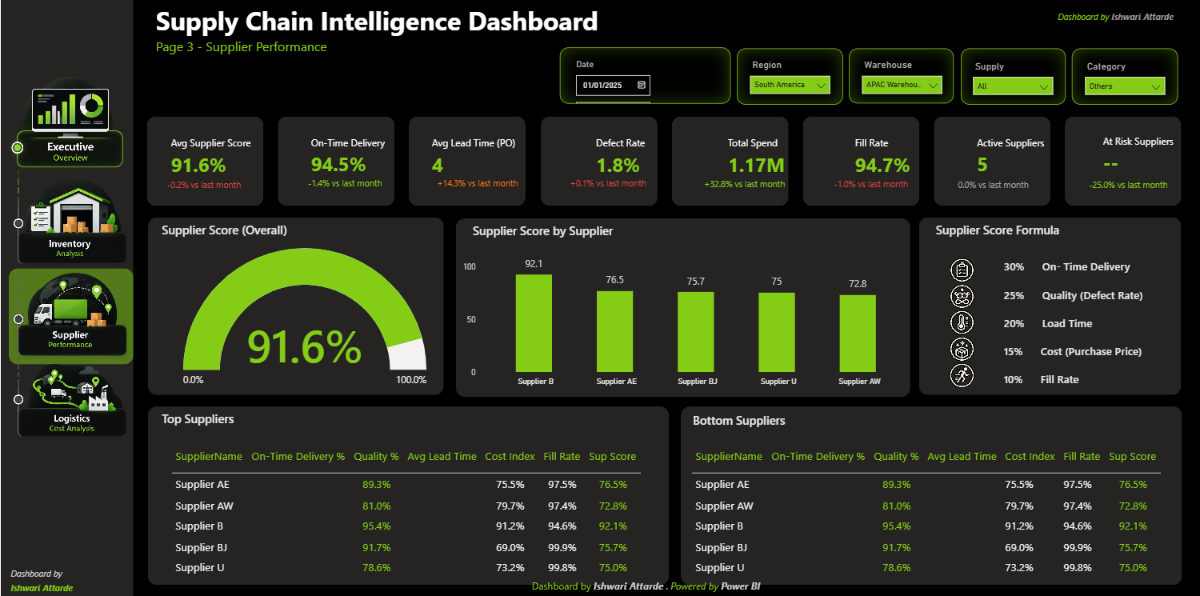 Supply Chain Intelligence Dashboard
Dashboard by Ishwari Attarde
Page 3 - Supplier Performance
Date
01/01/2025
Region
South America
Warehouse
APAC Warehou...
Supply
All
Category
Others
Executive
Overview
Inventory
Analysis
Supplier
Performance
Logistics
Cost Analysis
Dashboard by
Ishwari Attarde
Avg Supplier Score
91.6%
-0.2% vs last month
On-Time Delivery
94.5%
-1.4% vs last month
Avg Lead Time (PO)
4
+14.3% vs last month
Defect Rate
1.8%
+0.1% vs last month
Total Spend
1.17M
+32.8% vs last month
Fill Rate
94.7%
-1.0% vs last month
Active Suppliers
5
0.0% vs last month
At Risk Suppliers
--
-25.0% vs last month
Supplier Score (Overall)
91.6%
0.0% 100.0%
Supplier Score by Supplier
100
50
0
92.1 76.5 75.7 75 72.8
Supplier B Supplier AE Supplier BJ Supplier U Supplier AW
Supplier Score Formula
30% On- Time Delivery
25% Quality (Defect Rate)
20% Load Time
15% Cost (Purchase Price)
10% Fill Rate
Top Suppliers
SupplierName On-Time Delivery % Quality % Avg Lead Time Cost Index Fill Rate Sup Score
Supplier AE 89.3% 75.5% 97.5% 76.5%
Supplier AW 81.0% 79.7% 97.4% 72.8%
Supplier B 95.4% 91.2% 94.6% 92.1%
Supplier BJ 91.7% 69.0% 99.9% 75.7%
Supplier U 78.6% 73.2% 99.8% 75.0%
Bottom Suppliers
SupplierName On-Time Delivery % Quality % Avg Lead Time Cost Index Fill Rate Sup Score
Supplier AE 89.3% 75.5% 97.5% 76.5%
Supplier AW 81.0% 79.7% 97.4% 72.8%
Supplier B 95.4% 91.2% 94.6% 92.1%
Supplier BJ 91.7% 69.0% 99.9% 75.7%
Supplier U 78.6% 73.2% 99.8% 75.0%
Dashboard by Ishwari Attarde . Powered by Power BI